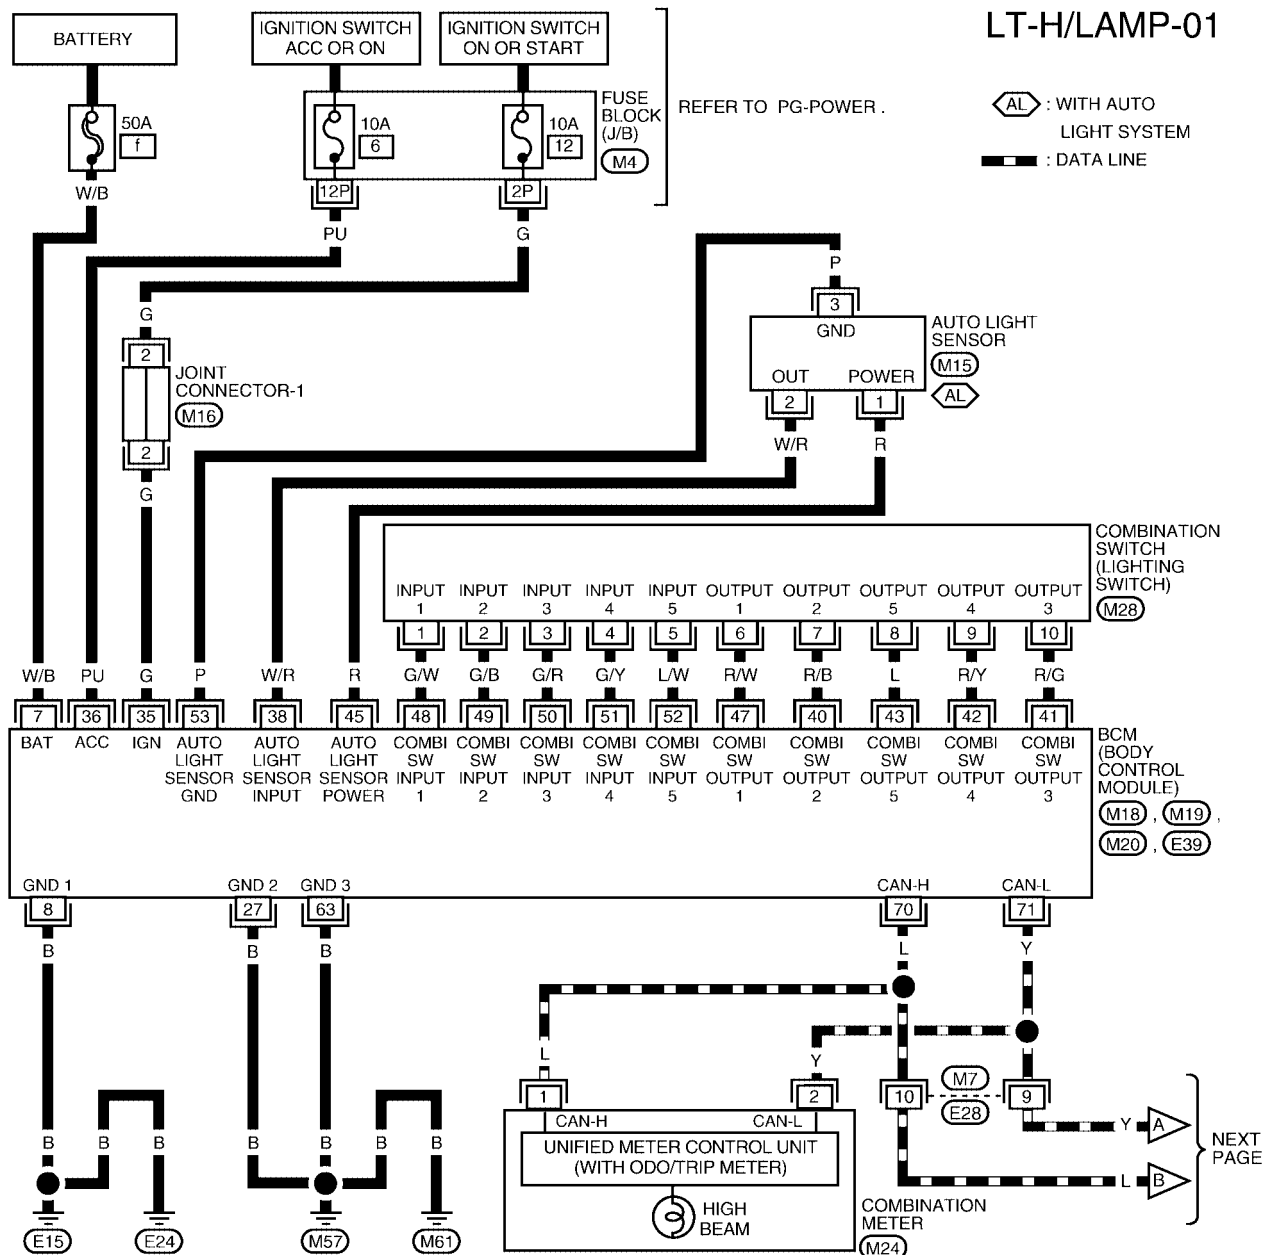 LT-H/LAMP-01
BATTERY
IGNITION SWITCH
ACC OR ON
IGNITION SWITCH
ON OR START
AL : WITH AUTO
LIGHT SYSTEM
: DATA LINE
50A
f
10A
6
10A
12
FUSE
BLOCK
(J/B)
M4
REFER TO PG-POWER .
W/B
12P
2P
PU
G
G
2
JOINT
CONNECTOR-1
M16
2
G
P
3
GND
AUTO LIGHT
SENSOR
M15
AL
OUT
POWER
2
1
W/R
R
COMBINATION
SWITCH
(LIGHTING
SWITCH)
M28
INPUT
1
INPUT
2
INPUT
3
INPUT
4
INPUT
5
OUTPUT
1
OUTPUT
2
OUTPUT
5
OUTPUT
4
OUTPUT
3
1 2 3 4 5 6 7 8 9 10
W/B PU G P W/R R G/W G/B G/R G/Y L/W R/W R/B L R/Y R/G
7 36 35 53 38 45 48 49 50 51 52 47 40 43 42 41
BAT
ACC
IGN
AUTO
LIGHT
SENSOR
GND
AUTO
LIGHT
SENSOR
INPUT
AUTO
LIGHT
SENSOR
POWER
COMBI
SW
INPUT
1
COMBI
SW
INPUT
2
COMBI
SW
INPUT
3
COMBI
SW
INPUT
4
COMBI
SW
INPUT
5
COMBI
SW
OUTPUT
1
COMBI
SW
OUTPUT
2
COMBI
SW
OUTPUT
5
COMBI
SW
OUTPUT
4
COMBI
SW
OUTPUT
3
BCM
(BODY
CONTROL
MODULE)
M18 , M19 ,
M20 , E39
GND 1
GND 2
GND 3
CAN-H
CAN-L
8 27 63 70 71
B B B L Y
L
Y
1
2
10
M7
E28
9
CAN-H
CAN-L
UNIFIED METER CONTROL UNIT
(WITH ODO/TRIP METER)
HIGH
BEAM
COMBINATION
METER
M24
Y A
L B
NEXT
PAGE
B B B B B B B
E15 E24 M57 M61